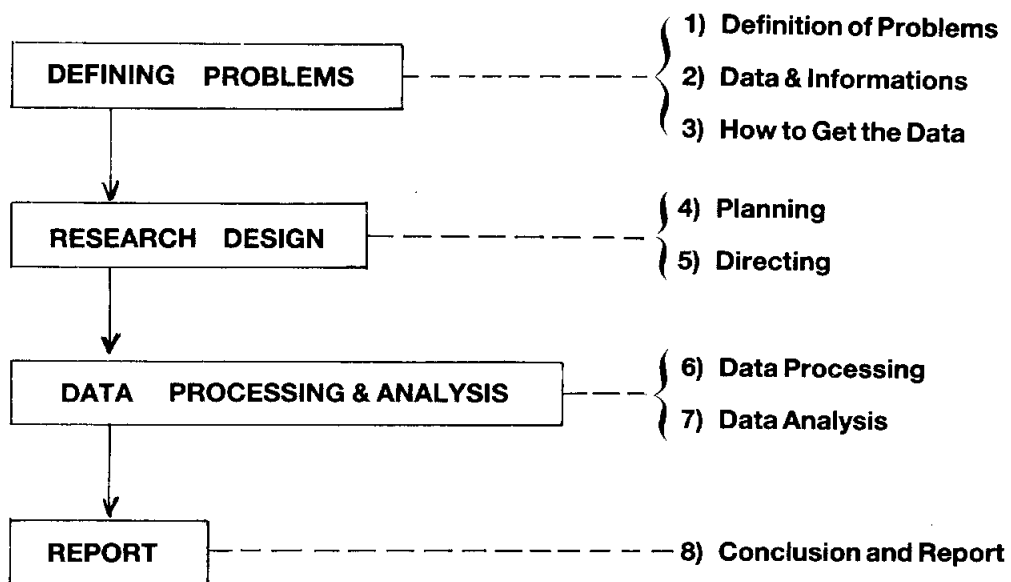 1) Definition of Problems
DEFINING PROBLEMS
2) Data & Informations
3) How to Get the Data
4) Planning
RESEARCH DESIGN
5) Directing
6) Data Processing
DATA PROCESSING & ANALYSIS
7) Data Analysis
REPORT
8) Conclusion and Report